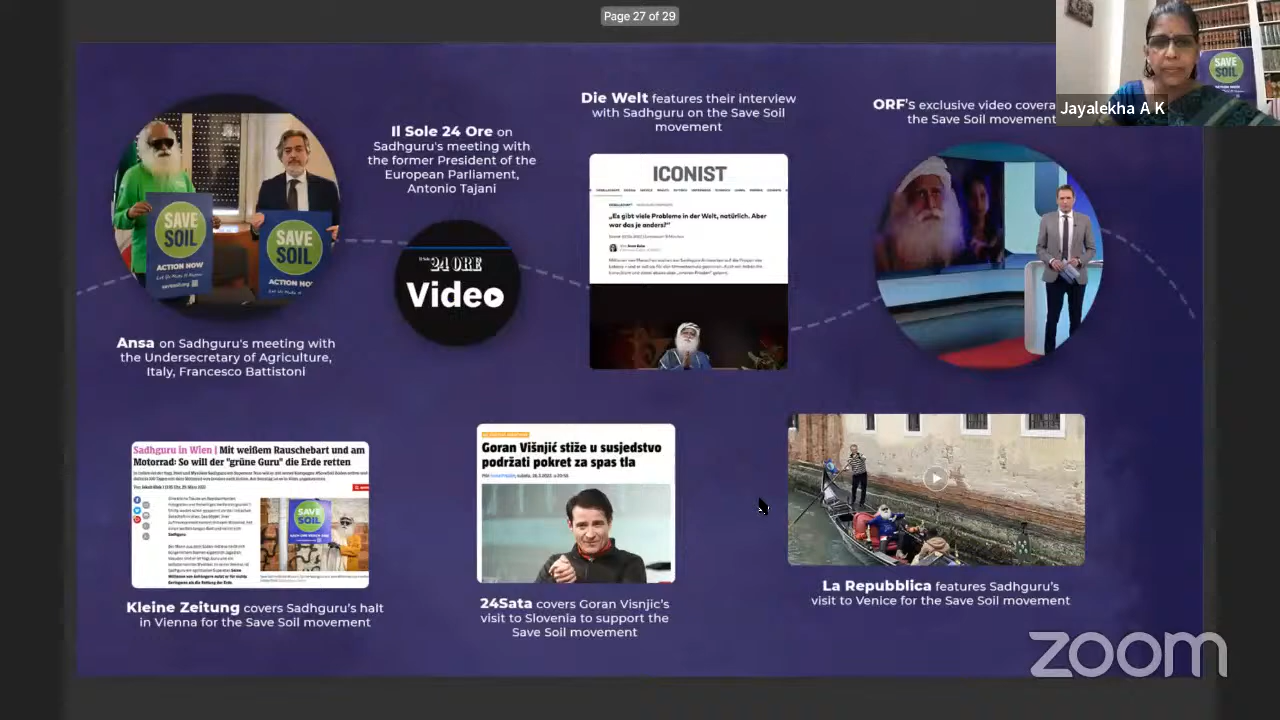 Page 27 of 29
Jayalekha A K
SAVE
SOIL
Il Sole 24 Ore on
Sadhguru's meeting with
the former President of the
European Parliament,
Antonio Tajani
Die Welt features their interview
with Sadhguru on the Save Soil
movement
ORF's exclusive video covera
the Save Soil movement
SAVE
SOIL
ACTION NOW
SAVE
SOIL
ACTION NO
24 ORE
Video
ICONIST
„Es gibt viele Probleme in der Welt, natürlich. Aber
war das je anders?“
Ansa on Sadhguru's meeting with
the Undersecretary of Agriculture,
Italy, Francesco Battistoni
Sadhguru in Wien | Mit weißem Rauschebart und am
Motorrad: So will der "grüne Guru" die Erde retten
SAVE
SOIL
Kleine Zeitung covers Sadhguru's halt
in Vienna for the Save Soil movement
Goran Višnjić stiže u susjedstvo
podržati pokret za spas tla
24Sata covers Goran Visnjic's
visit to Slovenia to support the
Save Soil movement
La Repubblica features Sadhguru's
visit to Venice for the Save Soil movement
zoom